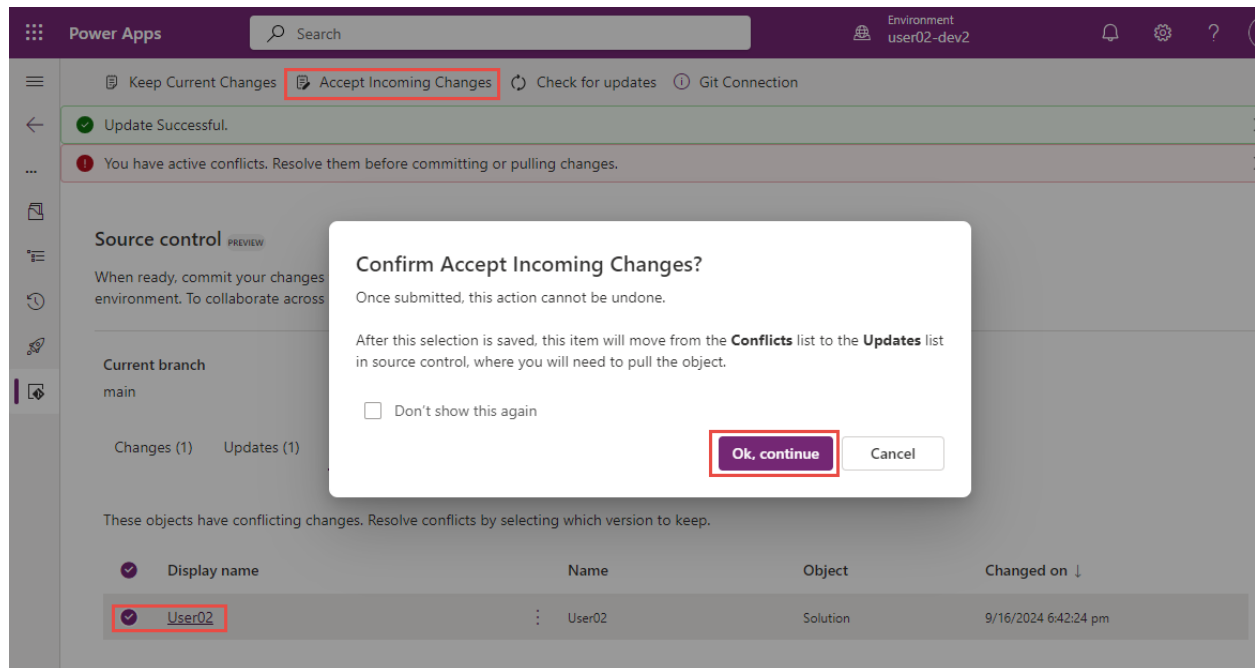 Power Apps
Search
Environment
user02-dev2
?
Keep Current Changes
Accept Incoming Changes
Check for updates
Git Connection
Update Successful.
You have active conflicts. Resolve them before committing or pulling changes.
Source control PREVIEW
When ready, commit your changes
environment. To collaborate across
Current branch
main
Changes (1)
Updates (1)
Confirm Accept Incoming Changes?
Once submitted, this action cannot be undone.
After this selection is saved, this item will move from the Conflicts list to the Updates list
in source control, where you will need to pull the object.
Don't show this again
Ok, continue
Cancel
These objects have conflicting changes. Resolve conflicts by selecting which version to keep.
Display name
Name
Object
Changed on ↓
User02
User02
Solution
9/16/2024 6:42:24 pm